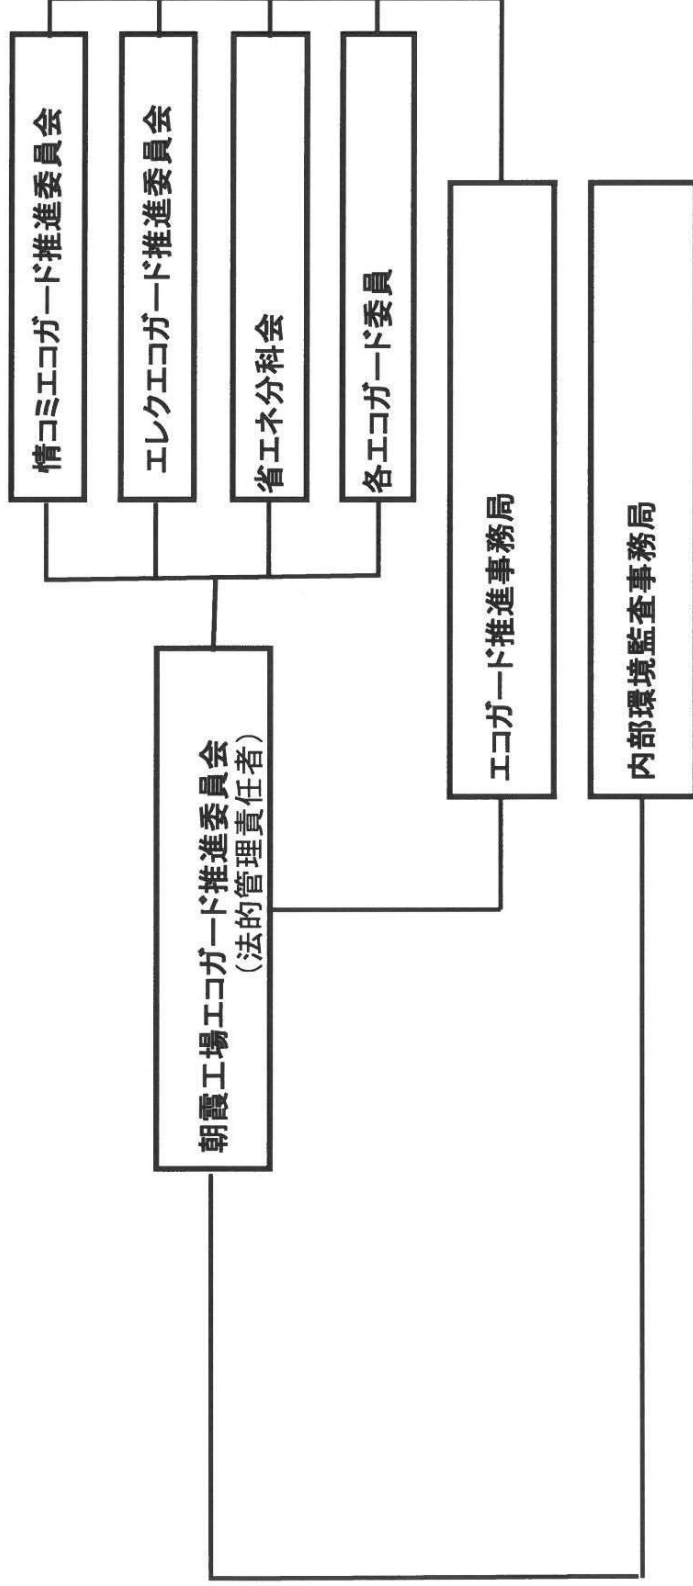 朝霞工場エコガード推進委員会
(法的管理責任者)
情コミエコガード推進委員会
エレクエコガード推進委員会
省エネ分科会
各エコガード委員
エコガード推進事務局
内部環境監査事務局